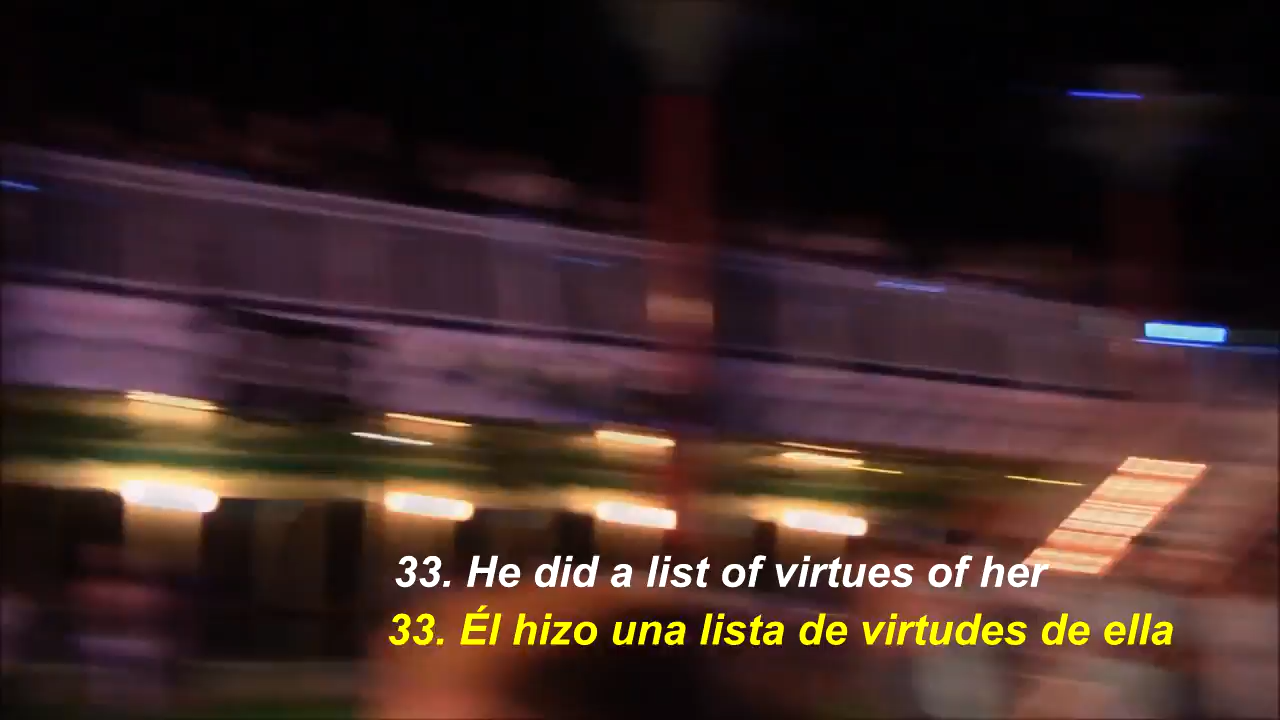 33. He did a list of virtues of her
33. Él hizo una lista de virtudes de ella